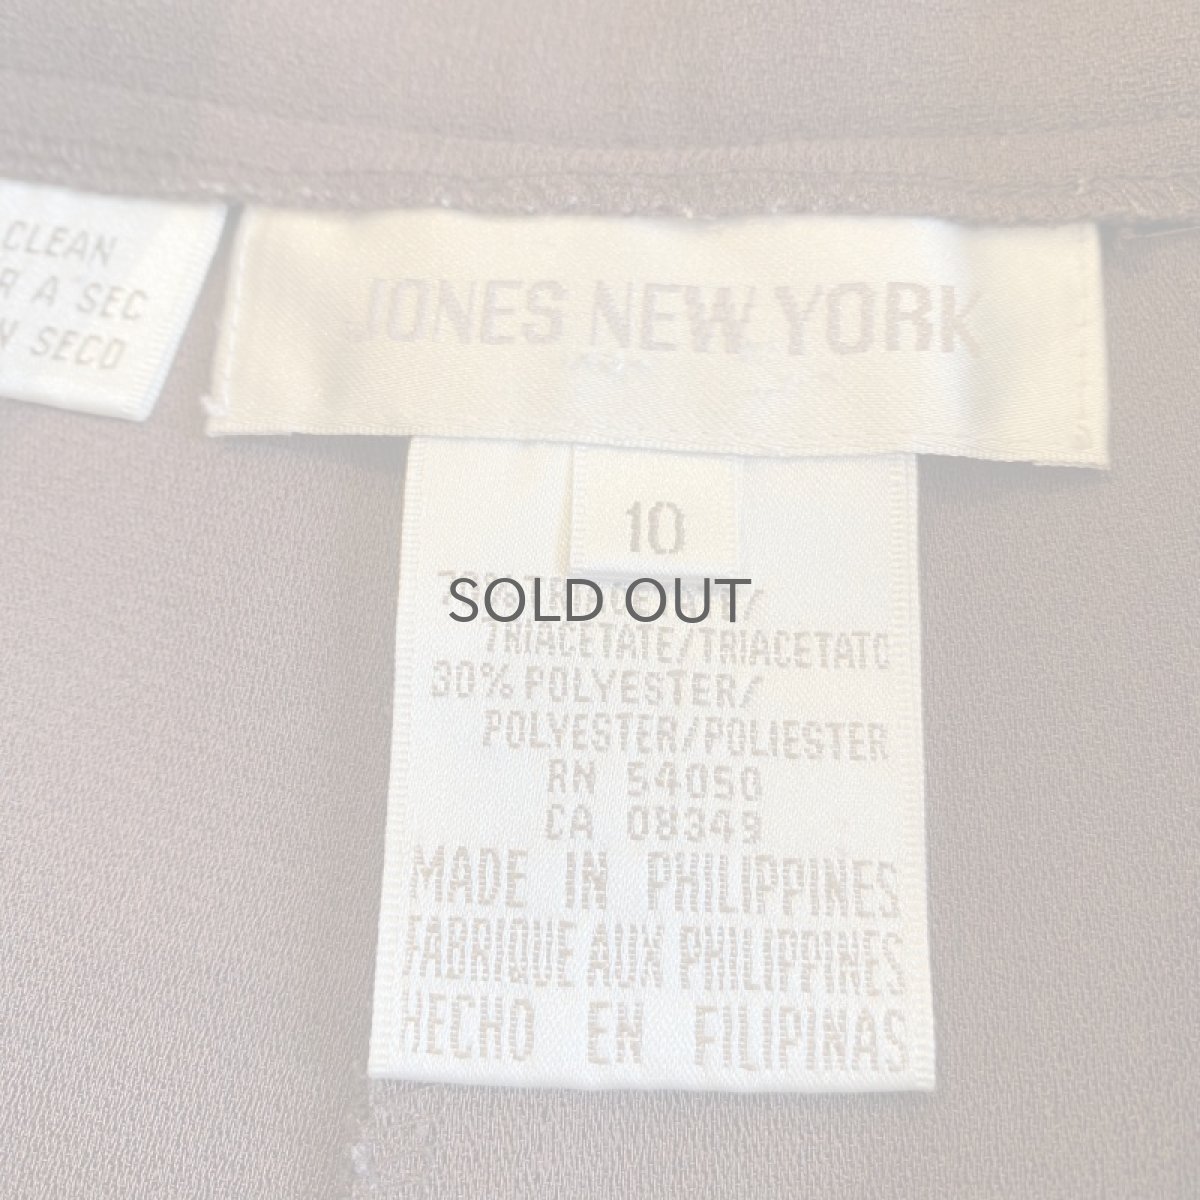 CLEAN
R A SEC
N SECO
JONES NEW YORK
10
SOLD OUT
TRIACETATE/
TRIACETATE/TRIACETATO
30% POLYESTER/
POLYESTER/POLIESTER
RN 54050
CA 08349
MADE IN PHILIPPINES
FABRIQUE AUX PHILIPPINES
HECHO EN FILIPINAS